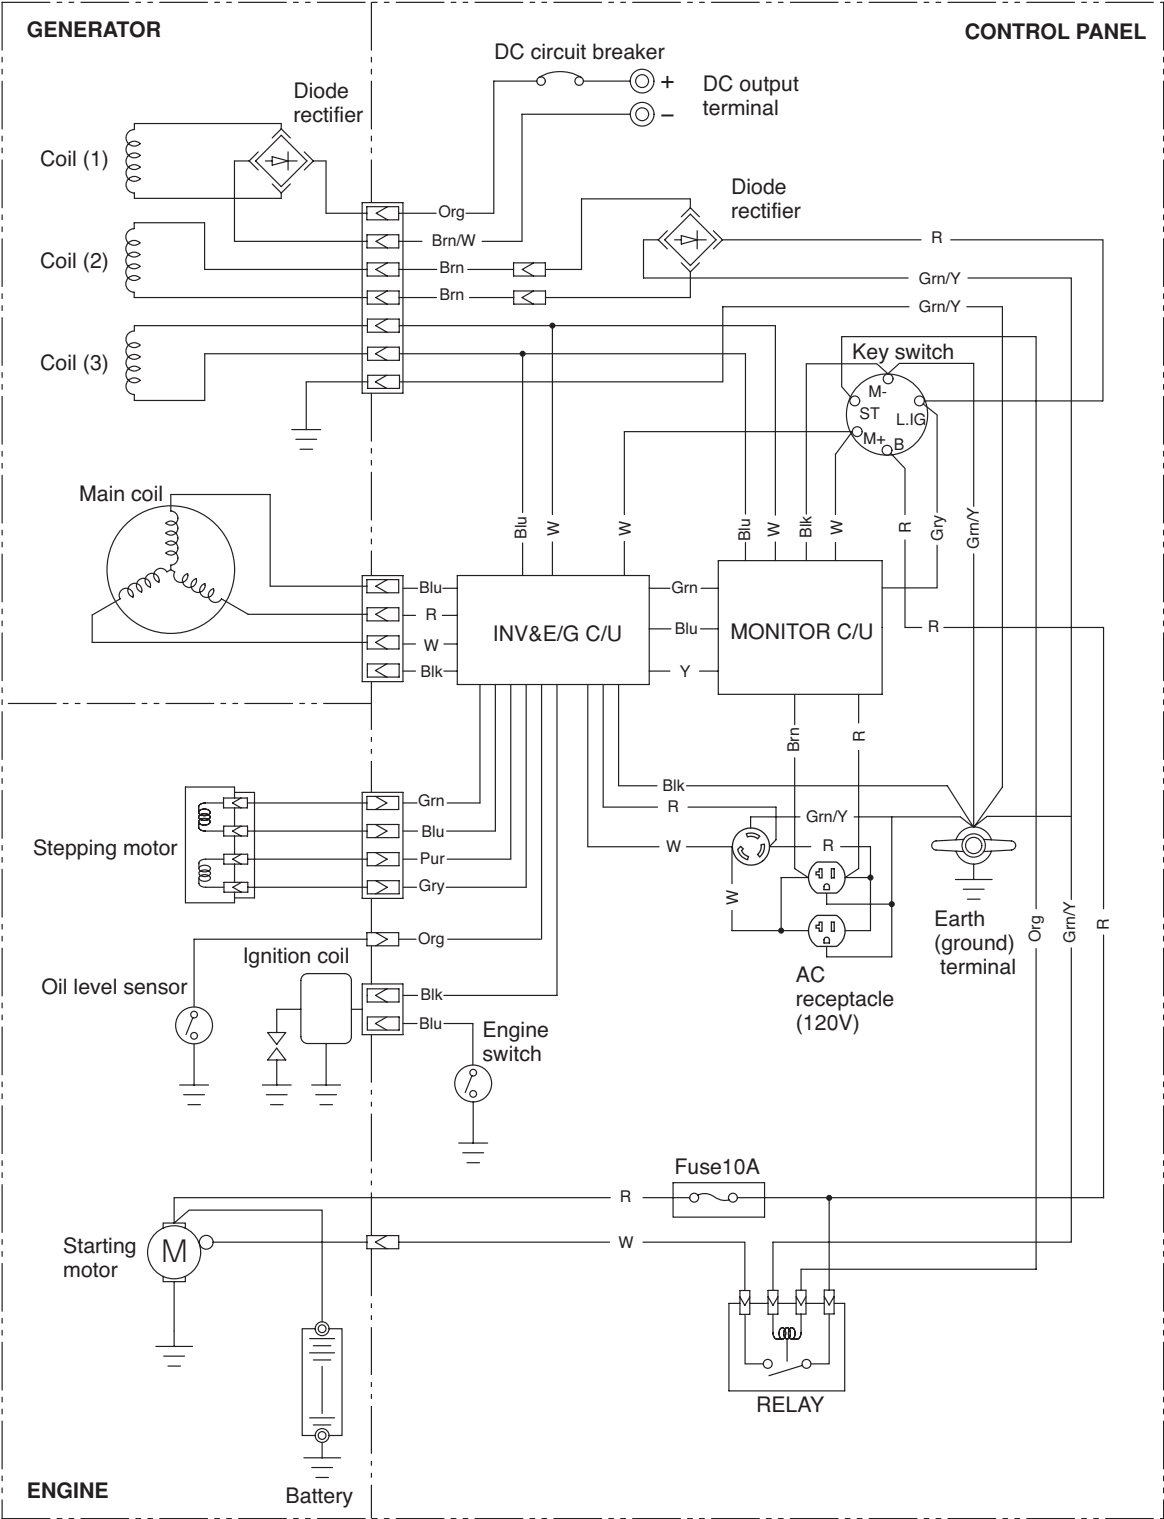 GENERATOR
CONTROL PANEL
DC circuit breaker
+
DC output
terminal
−
Diode
rectifier
Coil (1)
Diode
rectifier
Org
Brn/W
R
Coil (2)
Brn
Grn/Y
Brn
Grn/Y
Coil (3)
Key switch
M-
ST
L.IG
M+
B
Main coil
Blu
W
W
Blu
W
Blk
W
R
Gry
Grn/Y
Blu
R
W
Blk
INV&E/G C/U
Grn
Blu
Y
MONITOR C/U
R
Brn
R
Blk
R
Grn/Y
W
R
W
Stepping motor
Grn
Blu
Pur
Gry
Earth
(ground)
terminal
Org
Grn/Y
R
AC
receptacle
(120V)
Org
Ignition coil
Oil level sensor
Blk
Blu
Engine
switch
Fuse10A
R
W
Starting
motor
M
RELAY
Battery
ENGINE